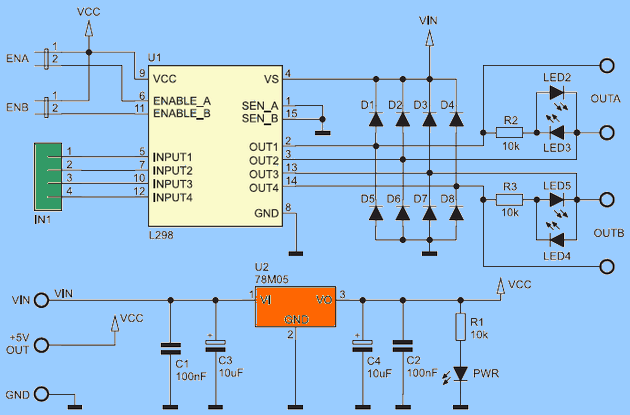 VCC
VIN
U1
ENA
1
2
9
VCC
VS
4
LED2
6
ENABLE_A
SEN_A
1
D1
D2
D3
D4
OUTA
ENB
1
2
11
ENABLE_B
SEN_B
15
R2
10k
LED3
OUT1
2
1
5
INPUT1
OUT2
3
2
7
INPUT2
OUT3
13
3
10
INPUT3
OUT4
14
4
12
INPUT4
R3
10k
LED5
D5
D6
D7
D8
GND
8
IN1
L298
OUTB
LED4
U2
78M05
VCC
VIN
VIN
1
VI
VO
3
GND
2
+5V
OUT
VCC
R1
10k
C1
100nF
+
C3
10uF
+
C4
10uF
C2
100nF
PWR
GND